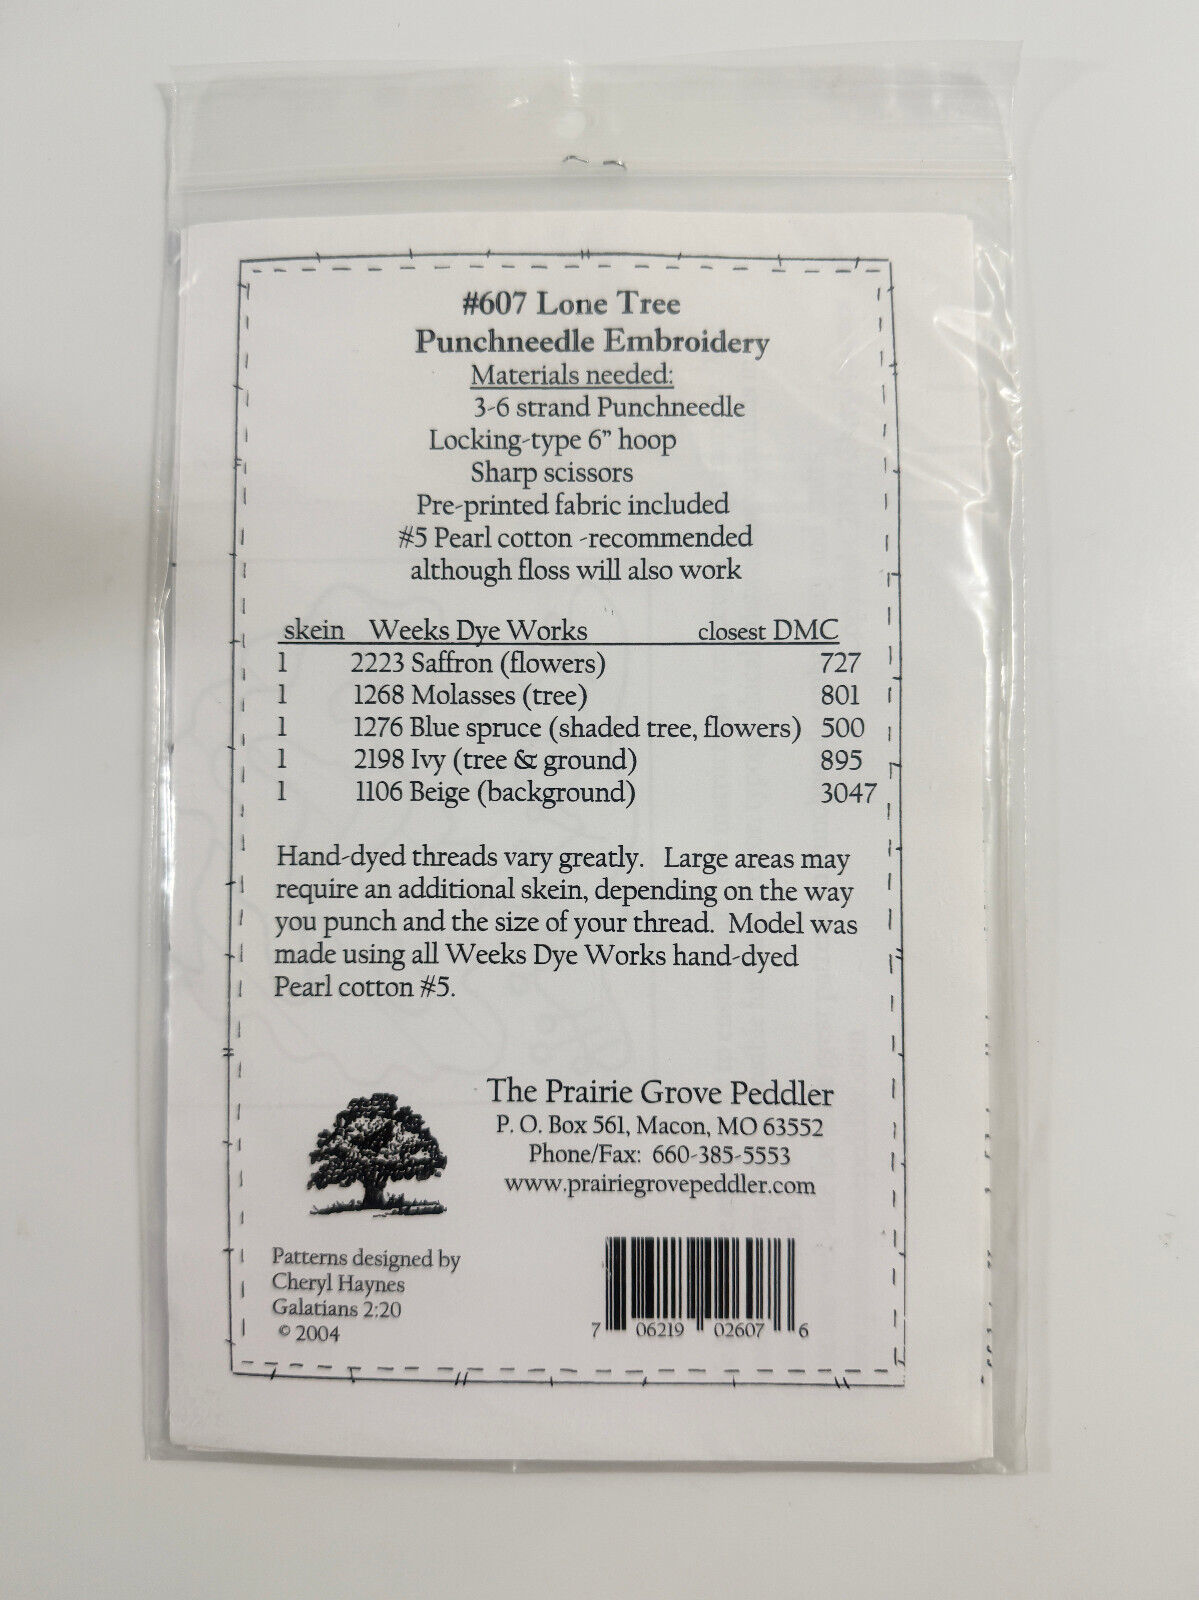 #607 Lone Tree
Punchneedle Embroidery
Materials needed:
3-6 strand Punchneedle
Locking-type 6" hoop
Sharp scissors
Pre-printed fabric included
#5 Pearl cotton -recommended
although floss will also work
skein Weeks Dye Works closest DMC
1 2223 Saffron (flowers) 727
1 1268 Molasses (tree) 801
1 1276 Blue spruce (shaded tree, flowers) 500
1 2198 Ivy (tree & ground) 895
1 1106 Beige (background) 3047
Hand-dyed threads vary greatly. Large areas may
require an additional skein, depending on the way
you punch and the size of your thread. Model was
made using all Weeks Dye Works hand-dyed
Pearl cotton #5.
The Prairie Grove Peddler
P. O. Box 561, Macon, MO 63552
Phone/Fax: 660-385-5553
www.prairiegrovepeddler.com
Patterns designed by
Cheryl Haynes
Galatians 2:20
© 2004
7 06219 02607 6